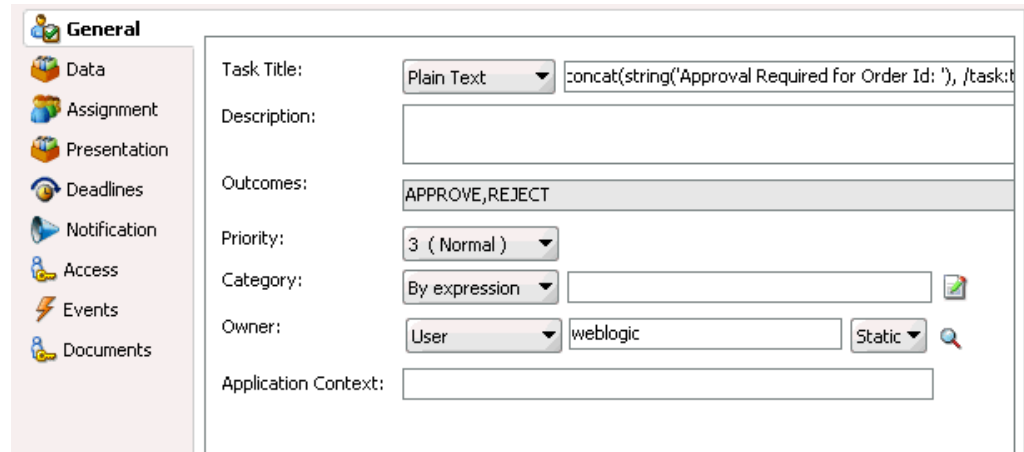 General
Data
Assignment
Presentation
Deadlines
Notification
Access
Events
Documents
Task Title: Plain Text :oncat(string('Approval Required for Order Id: '), /task:t
Description:
Outcomes: APPROVE,REJECT
Priority: 3 ( Normal )
Category: By expression
Owner: User weblogic Static
Application Context: